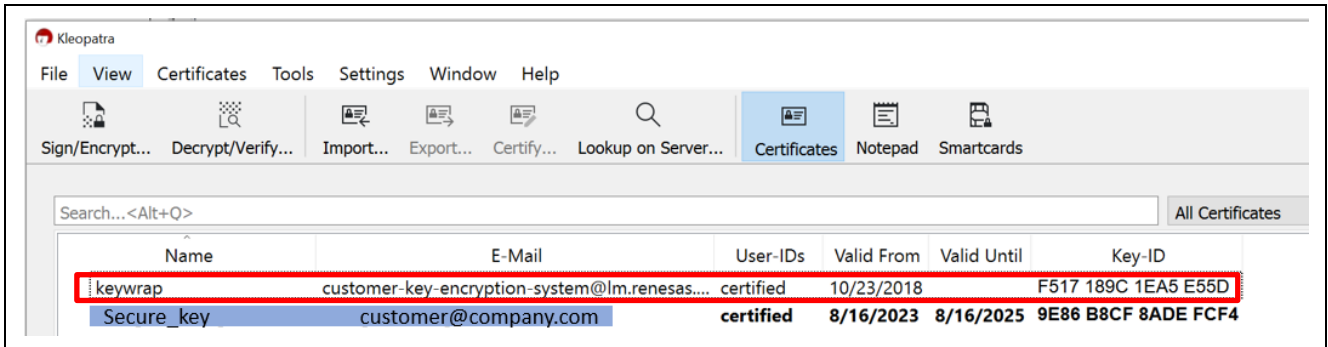 Kleopatra
File View Certificates Tools Settings Window Help
Sign/Encrypt... Decrypt/Verify... Import... Export... Certify... Lookup on Server... Certificates Notepad Smartcards
Search...<Alt+Q> All Certificates
Name E-Mail User-IDs Valid From Valid Until Key-ID
keywrap customer-key-encryption-system@lm.renesas.... certified 10/23/2018 F517 189C 1EA5 E55D
Secure_key customer@company.com certified 8/16/2023 8/16/2025 9E86 B8CF 8ADE FCF4